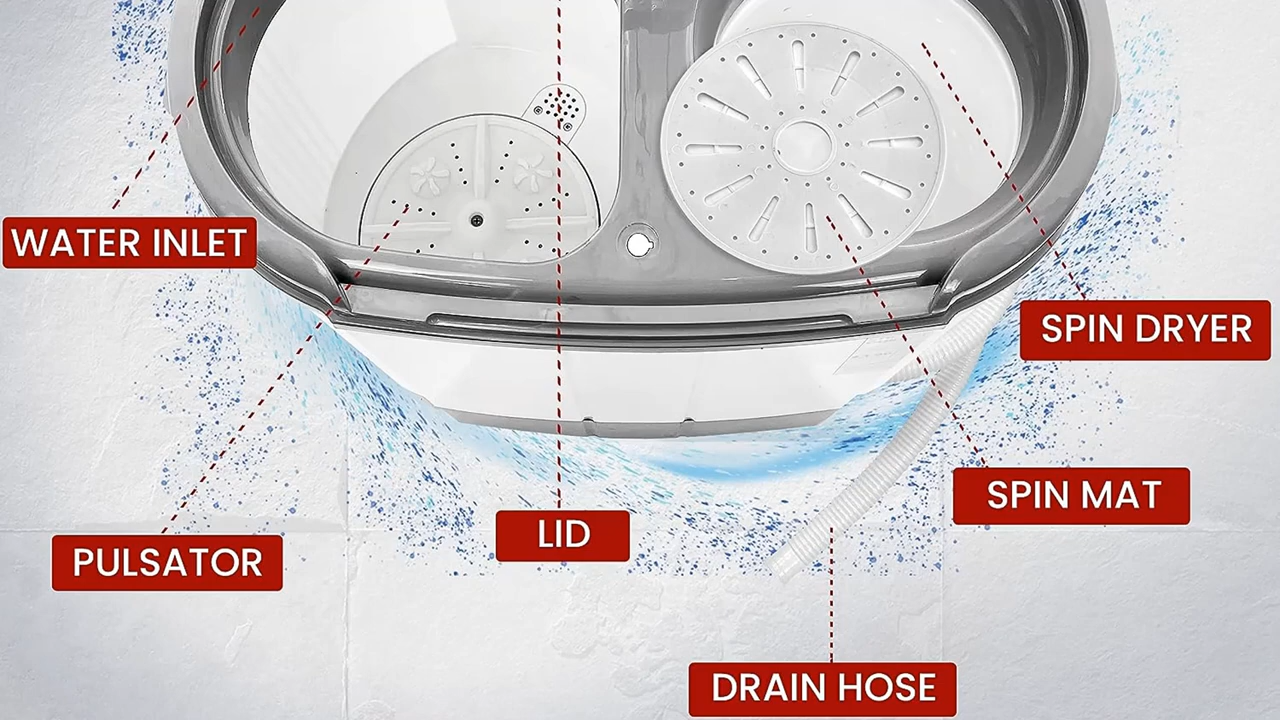 WATER INLET
SPIN DRYER
SPIN MAT
LID
PULSATOR
DRAIN HOSE